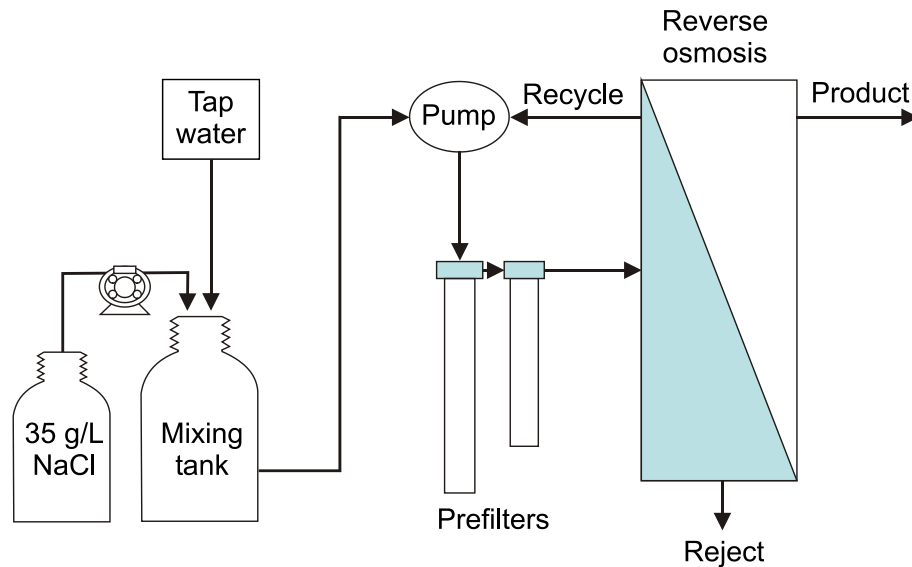 Reverse
osmosis
Tap
water
Pump
Recycle
Product
35 g/L
NaCl
Mixing
tank
Prefilters
Reject